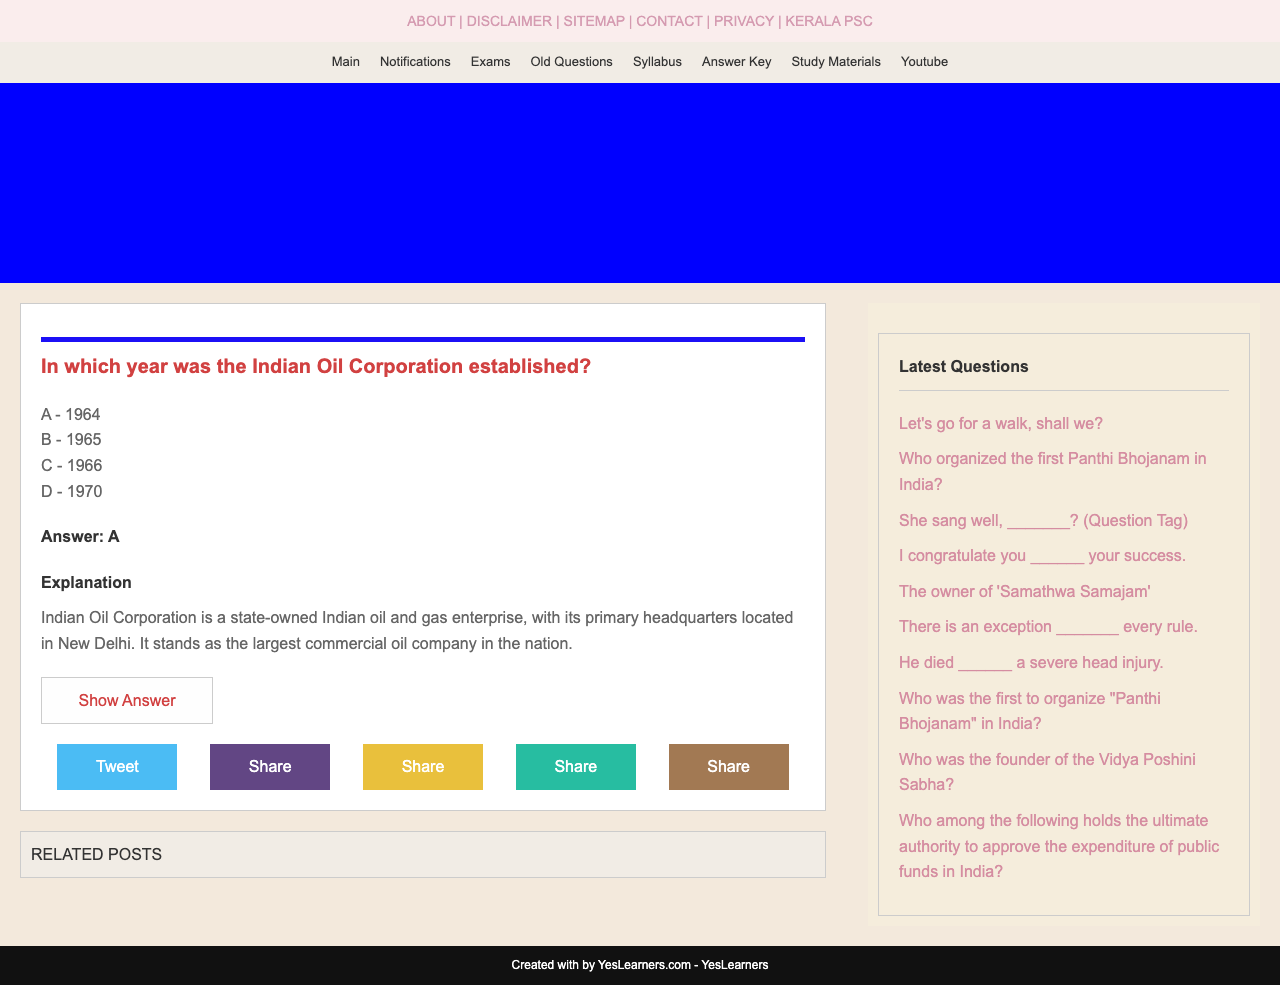 ABOUT | DISCLAIMER | SITEMAP | CONTACT | PRIVACY | KERALA PSC
Main Notifications Exams Old Questions Syllabus Answer Key Study Materials Youtube
In which year was the Indian Oil Corporation established?
A - 1964
B - 1965
C - 1966
D - 1970
Answer: A
Explanation
Indian Oil Corporation is a state-owned Indian oil and gas enterprise, with its primary headquarters located
in New Delhi. It stands as the largest commercial oil company in the nation.
Show Answer
Tweet Share Share Share Share
RELATED POSTS
Latest Questions
Let's go for a walk, shall we?
Who organized the first Panthi Bhojanam in
India?
She sang well, _______? (Question Tag)
I congratulate you ______ your success.
The owner of 'Samathwa Samajam'
There is an exception _______ every rule.
He died ______ a severe head injury.
Who was the first to organize "Panthi
Bhojanam" in India?
Who was the founder of the Vidya Poshini
Sabha?
Who among the following holds the ultimate
authority to approve the expenditure of public
funds in India?
Created with by YesLearners.com - YesLearners